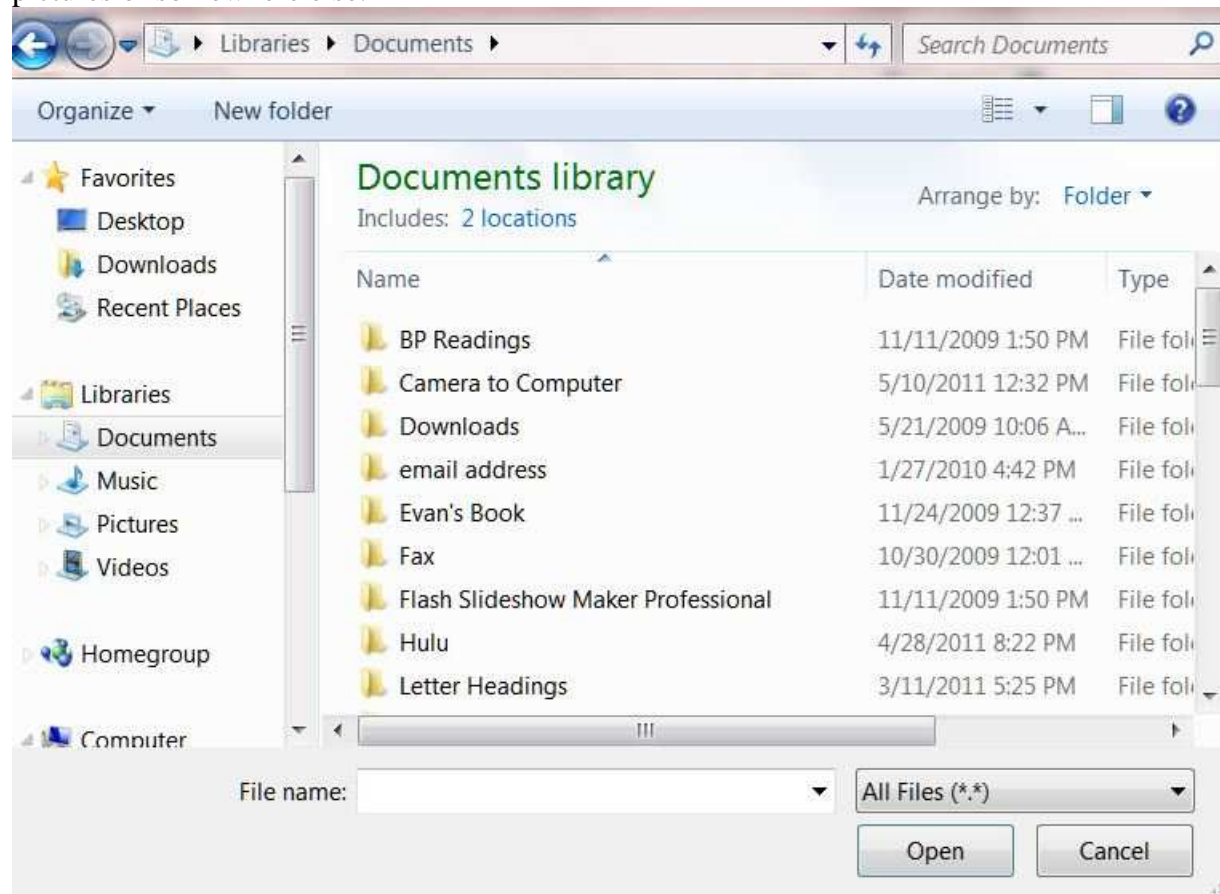 Libraries Documents Search Documents
Organize New folder
Favorites
Desktop
Downloads
Recent Places
Libraries
Documents
Music
Pictures
Videos
Homegroup
Computer
Documents library
Includes: 2 locations
Arrange by: Folder
Name Date modified Type
BP Readings 11/11/2009 1:50 PM File fol
Camera to Computer 5/10/2011 12:32 PM File fol
Downloads 5/21/2009 10:06 A... File fol
email address 1/27/2010 4:42 PM File fol
Evan's Book 11/24/2009 12:37 ... File fol
Fax 10/30/2009 12:01 ... File fol
Flash Slideshow Maker Professional 11/11/2009 1:50 PM File fol
Hulu 4/28/2011 8:22 PM File fol
Letter Headings 3/11/2011 5:25 PM File fol
File name: All Files (*.*)
Open Cancel